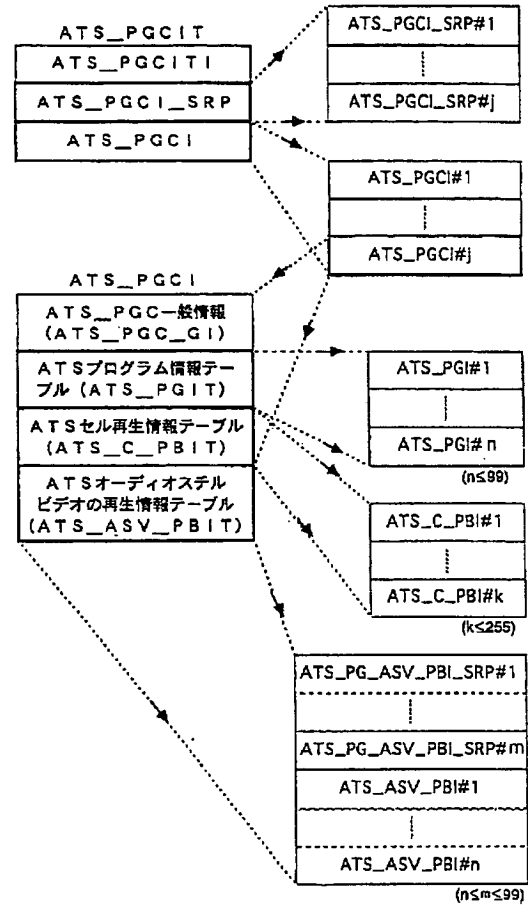 ATS_PGCIT
ATS_PGCITI
ATS_PGCI_SRP
ATS_PGCI
ATS_PGCI_SRP#1
ATS_PGCI_SRP#j
ATS_PGCI#1
ATS_PGCI#j
ATS_PGCI
ATS_PGC一般情報
(ATS_PGC_GI)
ATSプログラム情報テー
ブル(ATS_PGIT)
ATSセル再生情報テーブル
(ATS_C_PBIT)
ATSオーディオステル
ビデオの再生情報テーブル
(ATS_ASV_PBIT)
ATS_PGI#1
ATS_PGI#n
(n≤99)
ATS_C_PBI#1
ATS_C_PBI#k
(k≤255)
ATS_PG_ASV_PBI_SRP#1
ATS_PG_ASV_PBI_SRP#m
ATS_ASV_PBI#1
ATS_ASV_PBI#n
(n≤m≤99)